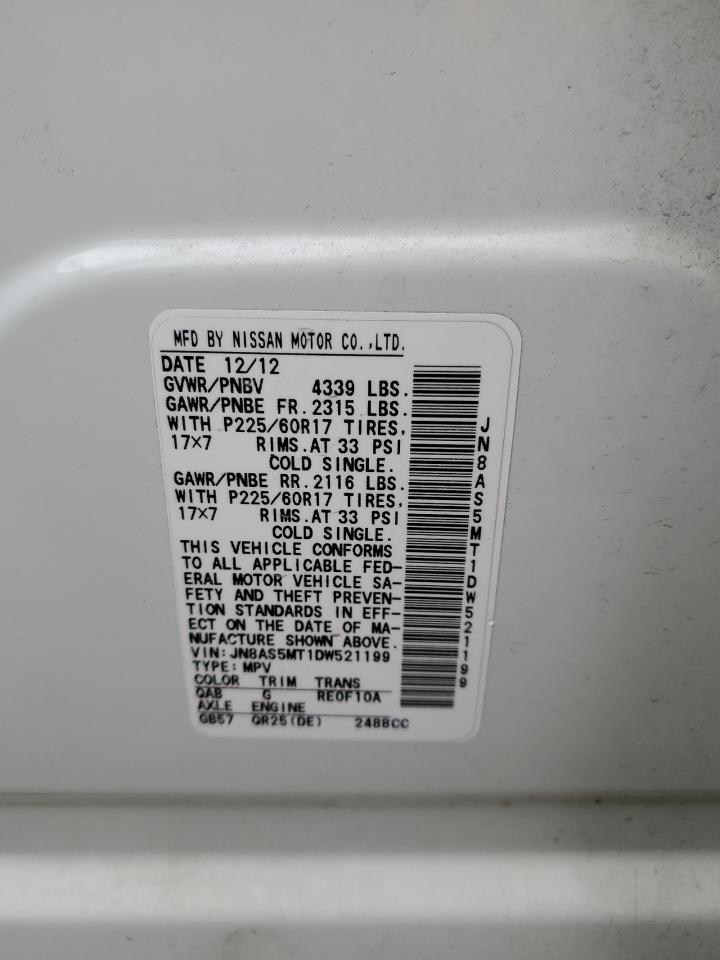 MFD BY NISSAN MOTOR CO.,LTD.
DATE 12/12
GVWR/PNBV 4339 LBS.
GAWR/PNBE FR. 2315 LBS.
WITH P225/60R17 TIRES,
17×7 RIMS.AT 33 PSI
COLD SINGLE.
GAWR/PNBE RR. 2116 LBS.
WITH P225/60R17 TIRES,
17×7 RIMS.AT 33 PSI
COLD SINGLE.
THIS VEHICLE CONFORMS
TO ALL APPLICABLE FED-
ERAL MOTOR VEHICLE SA-
FETY AND THEFT PREVEN-
TION STANDARDS IN EFF-
ECT ON THE DATE OF MA-
NUFACTURE SHOWN ABOVE.
VIN: JN8AS5MT1DW521199
TYPE: MPV
COLOR TRIM TRANS
QAB G RE0F10A
AXLE ENGINE
GB57 QR25(DE) 2488CC
JN8AS5MT1DW521199